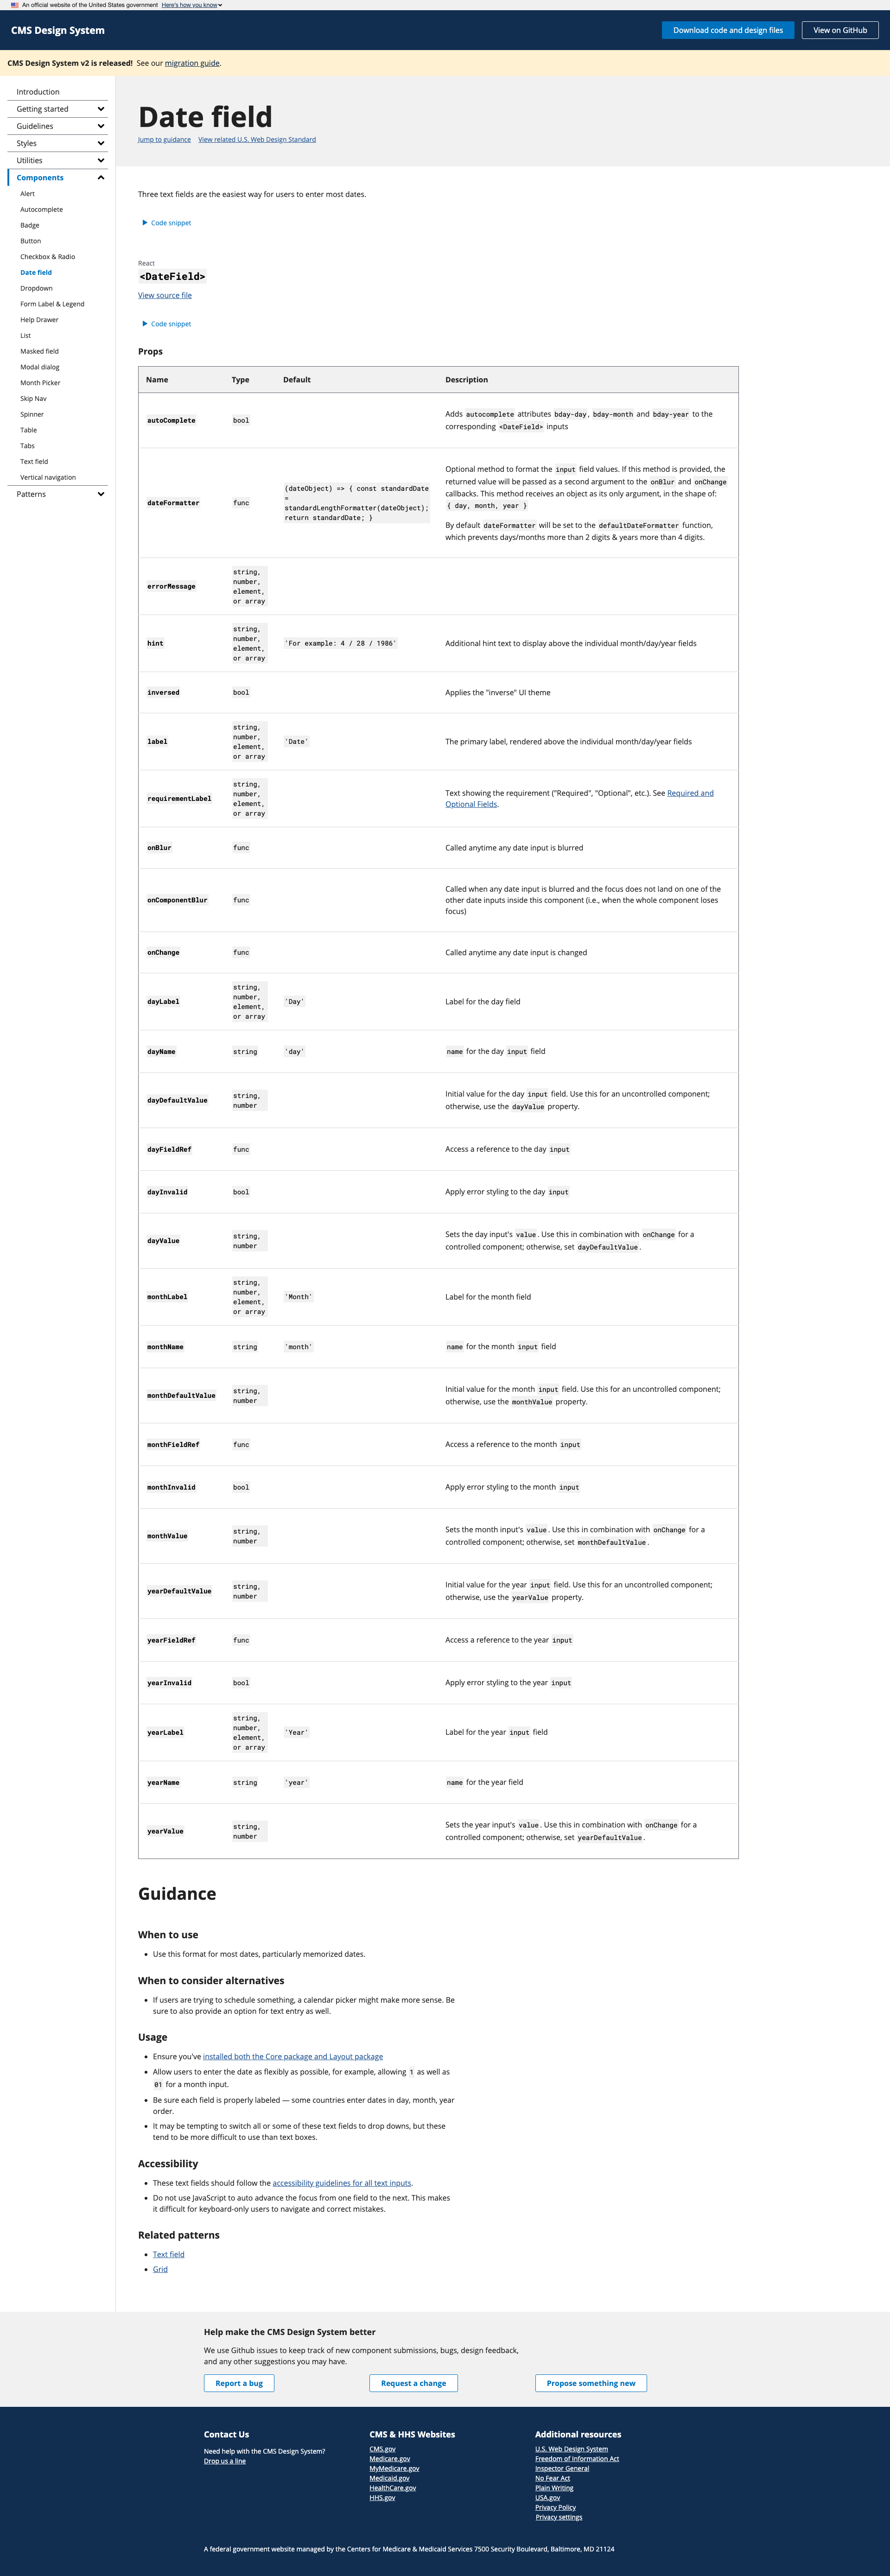 An official website of the United States government Here's how you know
CMS Design System
Download code and design files
View on GitHub
CMS Design System v2 is released! See our migration guide.
Introduction
Getting started
Guidelines
Styles
Utilities
Components
Alert
Autocomplete
Badge
Button
Checkbox & Radio
Date field
Dropdown
Form Label & Legend
Help Drawer
List
Masked field
Modal dialog
Month Picker
Skip Nav
Spinner
Table
Tabs
Text field
Vertical navigation
Patterns
Date field
Jump to guidance View related U.S. Web Design Standard
Three text fields are the easiest way for users to enter most dates.
Code snippet
React
<DateField>
View source file
Code snippet
Props
Name Type Default Description
autoComplete bool
Adds autocomplete attributes bday-day, bday-month and bday-year to the
corresponding <DateField> inputs
dateFormatter func
(dateObject) => { const standardDate
=
standardLengthFormatter(dateObject);
return standardDate; }
Optional method to format the input field values. If this method is provided, the
returned value will be passed as a second argument to the onBlur and onChange
callbacks. This method receives an object as its only argument, in the shape of:
{ day, month, year }
By default dateFormatter will be set to the defaultDateFormatter function,
which prevents days/months more than 2 digits & years more than 4 digits.
errorMessage
string,
number,
element,
or array
hint
string,
number,
element,
or array
'For example: 4 / 28 / 1986'
Additional hint text to display above the individual month/day/year fields
inversed bool Applies the "inverse" UI theme
label
string,
number,
element,
or array
'Date'
The primary label, rendered above the individual month/day/year fields
requirementLabel
string,
number,
element,
or array
Text showing the requirement ("Required", "Optional", etc.). See Required and
Optional Fields.
onBlur func Called anytime any date input is blurred
onComponentBlur func
Called when any date input is blurred and the focus does not land on one of the
other date inputs inside this component (i.e., when the whole component loses
focus)
onChange func Called anytime any date input is changed
dayLabel
string,
number,
element,
or array
'Day'
Label for the day field
dayName string 'day' name for the day input field
dayDefaultValue
string,
number
Initial value for the day input field. Use this for an uncontrolled component;
otherwise, use the dayValue property.
dayFieldRef func Access a reference to the day input
dayInvalid bool Apply error styling to the day input
dayValue
string,
number
Sets the day input's value. Use this in combination with onChange for a
controlled component; otherwise, set dayDefaultValue.
monthLabel
string,
number,
element,
or array
'Month'
Label for the month field
monthName string 'month' name for the month input field
monthDefaultValue
string,
number
Initial value for the month input field. Use this for an uncontrolled component;
otherwise, use the monthValue property.
monthFieldRef func Access a reference to the month input
monthInvalid bool Apply error styling to the month input
monthValue
string,
number
Sets the month input's value. Use this in combination with onChange for a
controlled component; otherwise, set monthDefaultValue.
yearDefaultValue
string,
number
Initial value for the year input field. Use this for an uncontrolled component;
otherwise, use the yearValue property.
yearFieldRef func Access a reference to the year input
yearInvalid bool Apply error styling to the year input
yearLabel
string,
number,
element,
or array
'Year'
Label for the year input field
yearName string 'year' name for the year field
yearValue
string,
number
Sets the year input's value. Use this in combination with onChange for a
controlled component; otherwise, set yearDefaultValue.
Guidance
When to use
• Use this format for most dates, particularly memorized dates.
When to consider alternatives
• If users are trying to schedule something, a calendar picker might make more sense. Be
sure to also provide an option for text entry as well.
Usage
• Ensure you've installed both the Core package and Layout package
• Allow users to enter the date as flexibly as possible, for example, allowing 1 as well as
01 for a month input.
• Be sure each field is properly labeled — some countries enter dates in day, month, year
order.
• It may be tempting to switch all or some of these text fields to drop downs, but these
tend to be more difficult to use than text boxes.
Accessibility
• These text fields should follow the accessibility guidelines for all text inputs.
• Do not use JavaScript to auto advance the focus from one field to the next. This makes
it difficult for keyboard-only users to navigate and correct mistakes.
Related patterns
• Text field
• Grid
Help make the CMS Design System better
We use Github issues to keep track of new component submissions, bugs, design feedback,
and any other suggestions you may have.
Report a bug
Request a change
Propose something new
Contact Us
Need help with the CMS Design System?
Drop us a line
CMS & HHS Websites
CMS.gov
Medicare.gov
MyMedicare.gov
Medicaid.gov
HealthCare.gov
HHS.gov
Additional resources
U.S. Web Design System
Freedom of Information Act
Inspector General
No Fear Act
Plain Writing
USA.gov
Privacy Policy
Privacy settings
A federal government website managed by the Centers for Medicare & Medicaid Services 7500 Security Boulevard, Baltimore, MD 21124